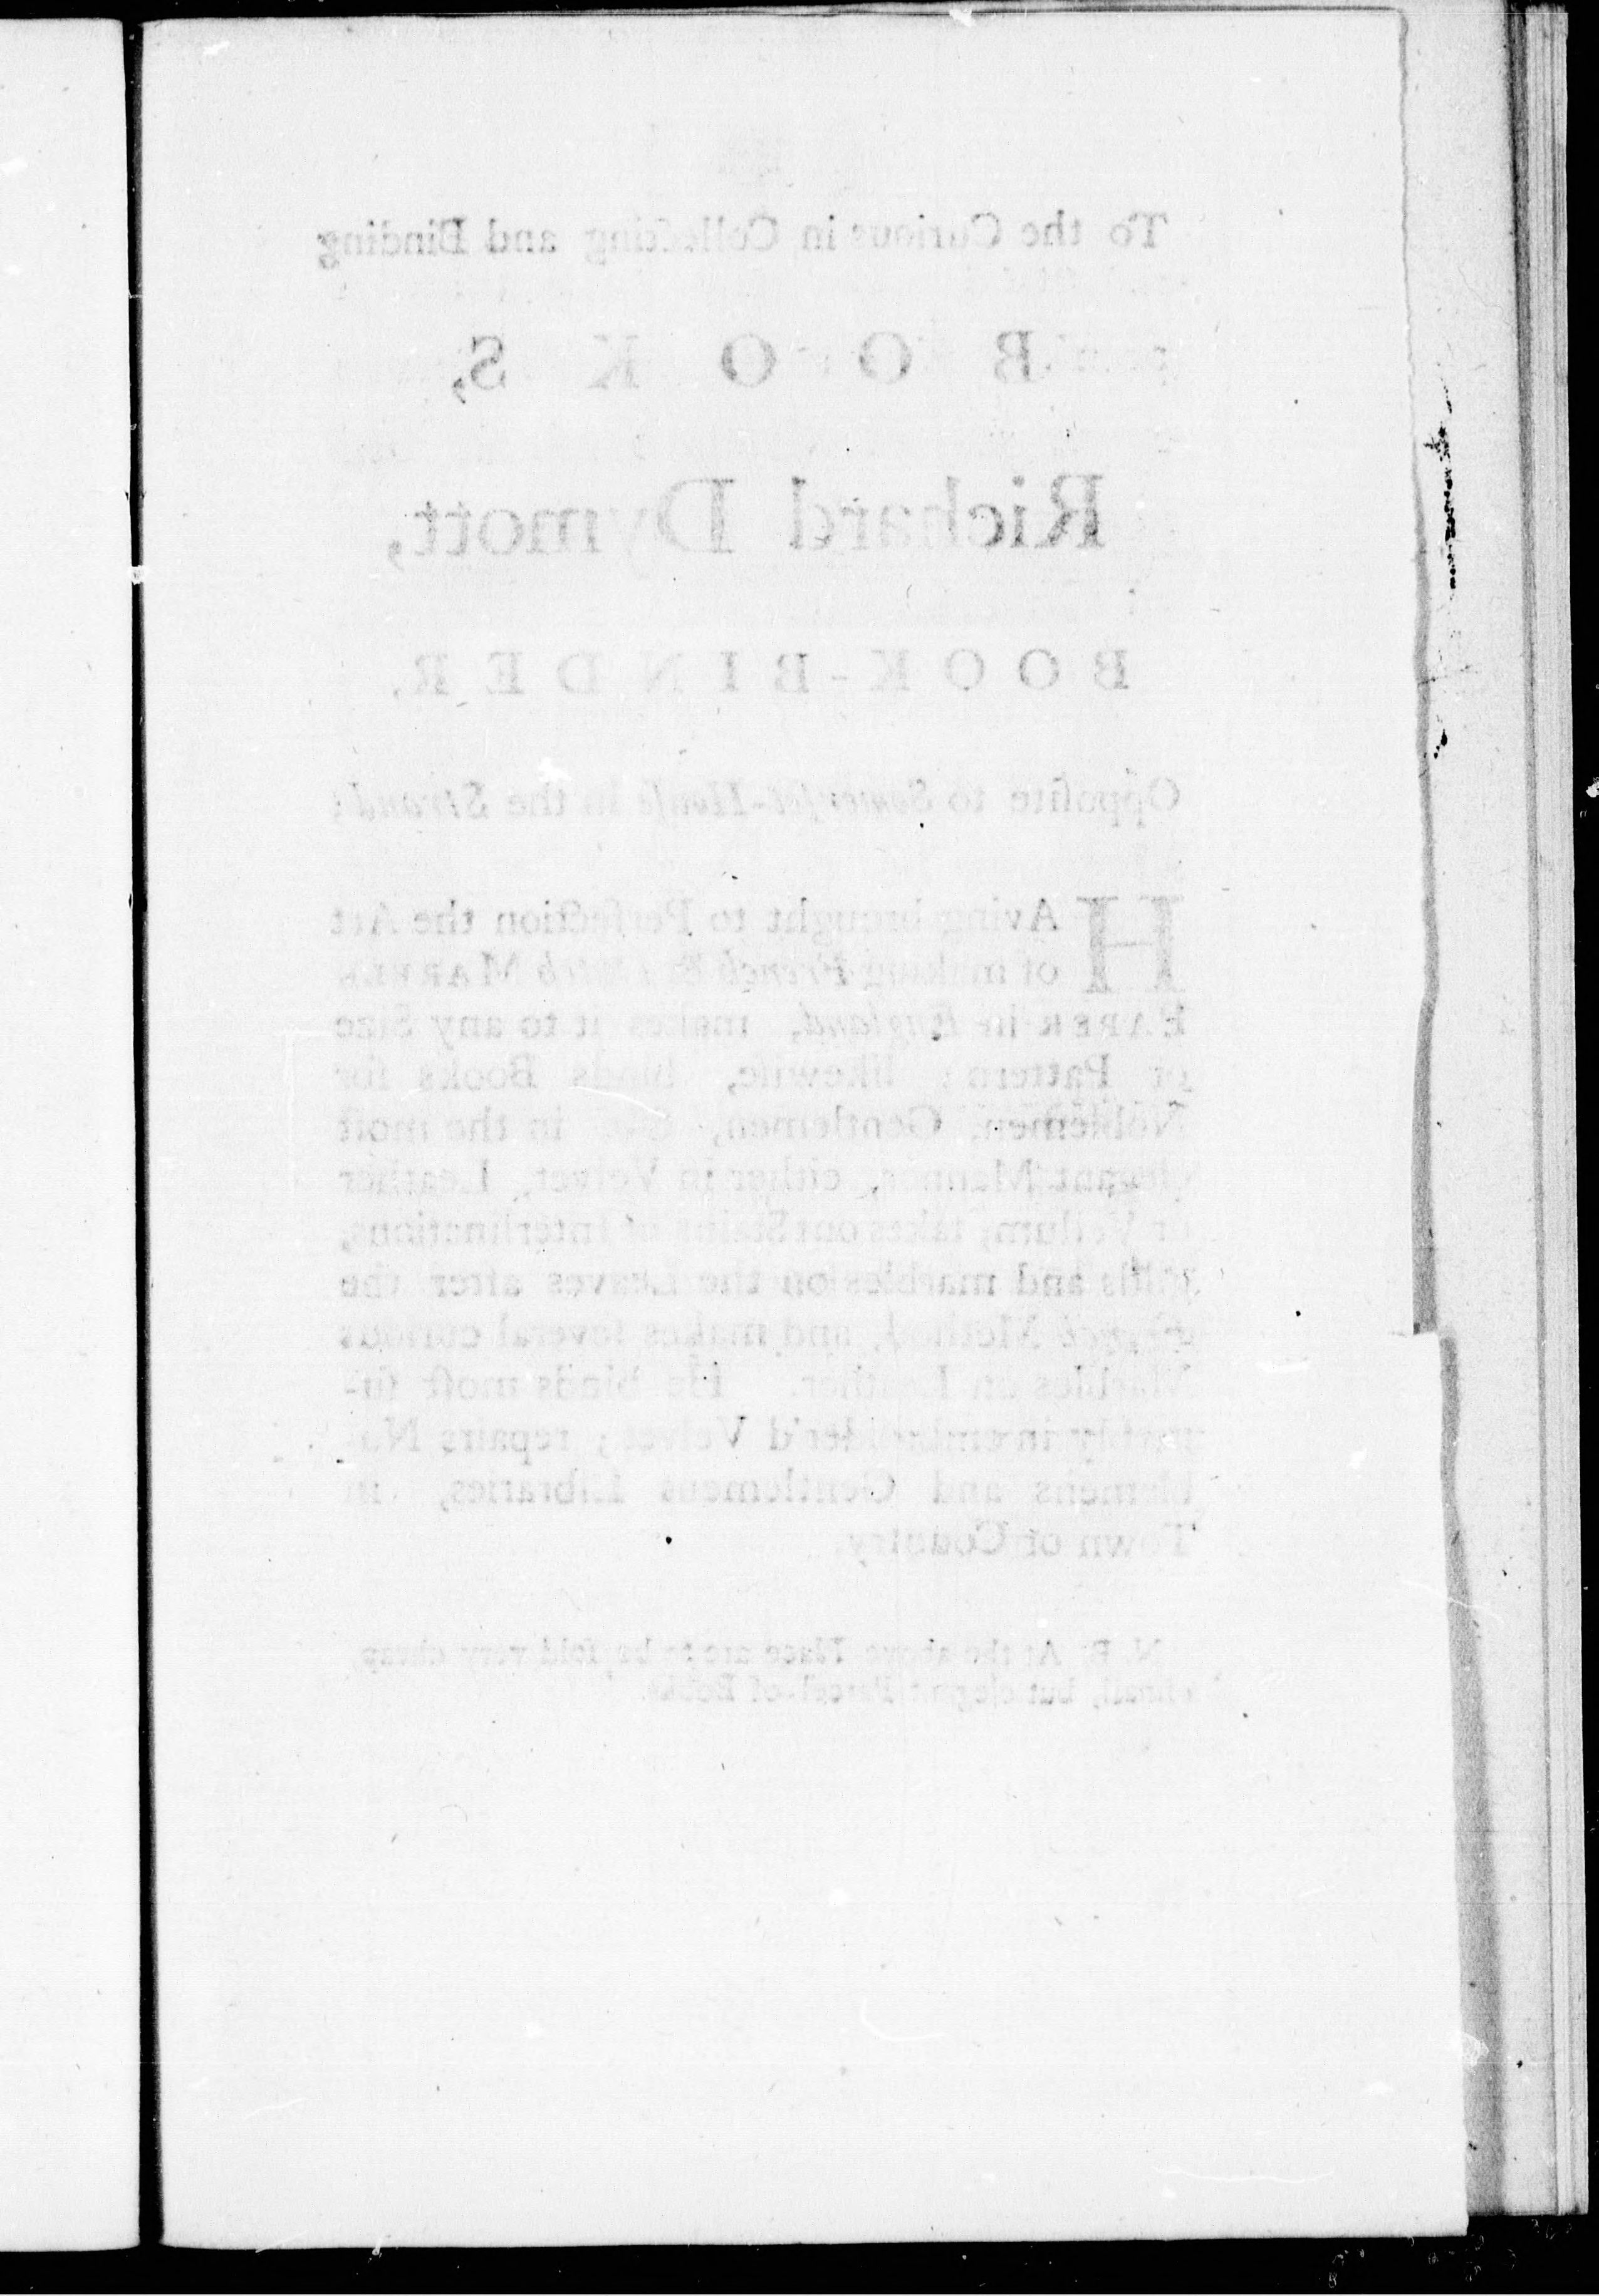 To the Curious in Collecting and Binding
BOOKS,
Richard Dymott,
BOOK-BINDER,
Oppoſite to Somerſet-Houſe in the Strand;
HAving brought to Perfection the Art
of making French & Dutch MARBLE
PAPER in England, makes it to any Size
or Pattern; likewiſe, binds Books for
Noblemen, Gentlemen, &c. in the moſt
elegant Manner, either in Velvet, Leather
or Vellum; takes out Stains or Interlineations,
gilds and marbles on the Leaves after the
French Method, and makes ſeveral curious
Marbles on Leather. He binds moſt ſu-
perbly in embroider'd Velvet; repairs No-
blemens and Gentlemens Libraries, in
Town or Country.
N. B. At the above Place are to be ſold very cheap,
a ſmall, but elegant Parcel of Books.